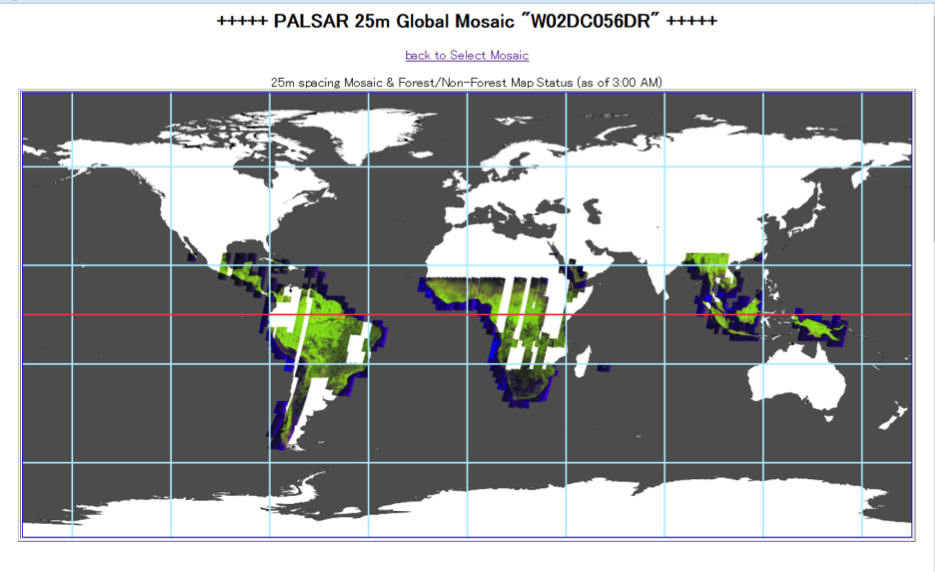 +++++ PALSAR 25m Global Mosaic "W02DC056DR" +++++
back to Select Mosaic
25m spacing Mosaic & Forest/Non-Forest Map Status (as of 3:00 AM)